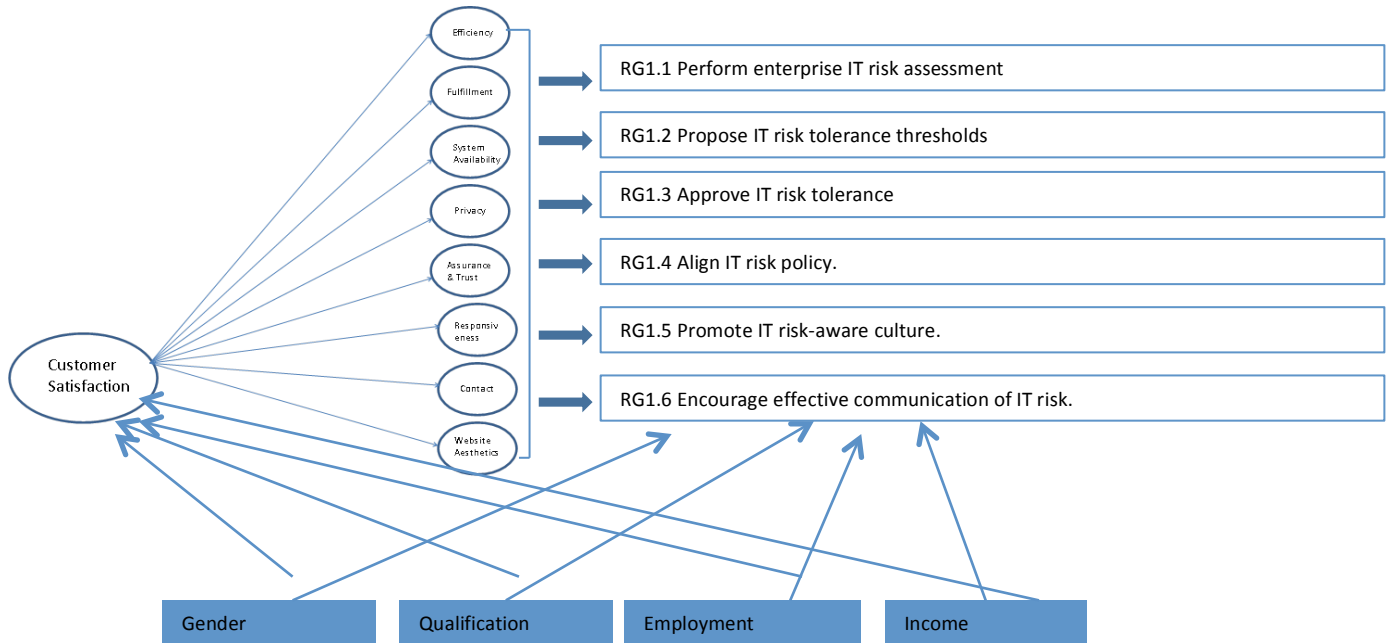 Efficiency
Fulfillment
System
Availability
Privacy
Assurance
& Trust
Responsiv
eness
Contact
Website
Aesthetics
Customer
Satisfaction
RG1.1 Perform enterprise IT risk assessment
RG1.2 Propose IT risk tolerance thresholds
RG1.3 Approve IT risk tolerance
RG1.4 Align IT risk policy.
RG1.5 Promote IT risk-aware culture.
RG1.6 Encourage effective communication of IT risk.
Gender
Qualification
Employment
Income